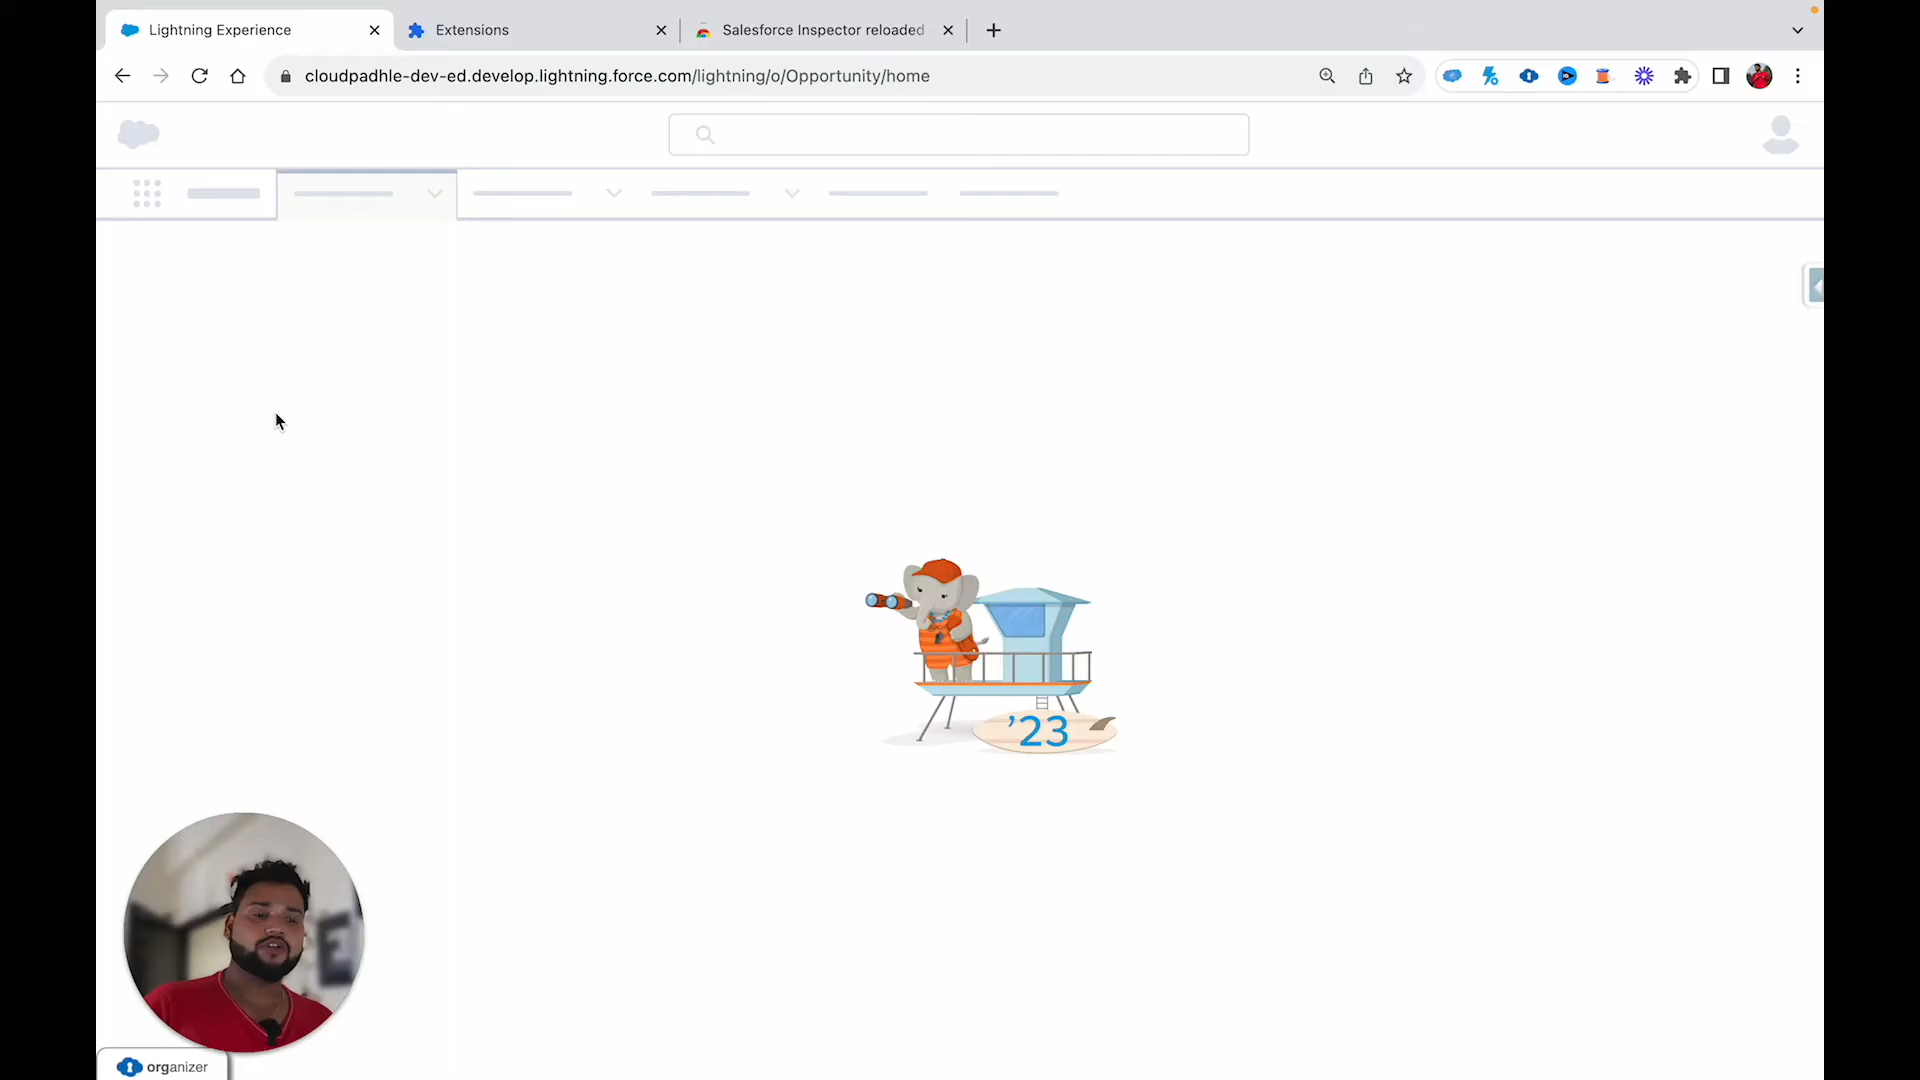 Lightning Experience
Extensions
Salesforce Inspector reloaded
cloudpadhle-dev-ed.develop.lightning.force.com/lightning/o/Opportunity/home
’23
E
organizer